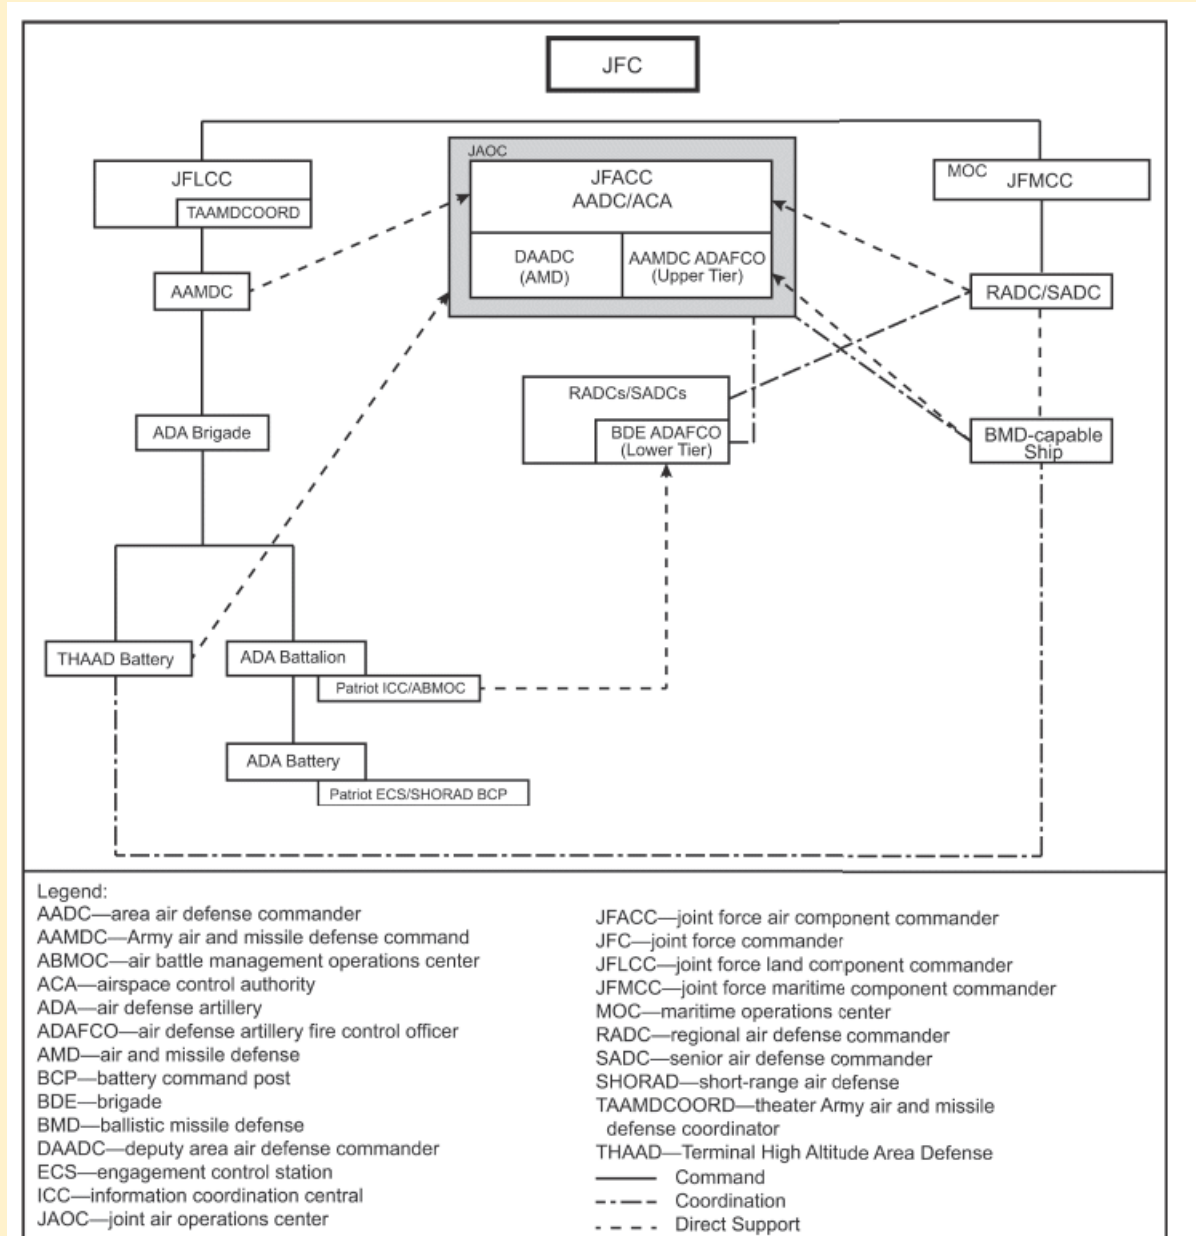 JFC
JAOC
JFLCC
TAAMDCOORD
JFACC
AADC/ACA
MOC
JFMCC
DAADC
(AMD)
AAMDC ADAFCO
(Upper Tier)
AAMDC
RADC/SADC
RADCs/SADCs
BDE ADAFCO
(Lower Tier)
ADA Brigade
BMD-capable
Ship
THAAD Battery
ADA Battalion
Patriot ICC/ABMOC
ADA Battery
Patriot ECS/SHORAD BCP
Legend:
AADC—area air defense commander
AAMDC—Army air and missile defense command
ABMOC—air battle management operations center
ACA—airspace control authority
ADA—air defense artillery
ADAFCO—air defense artillery fire control officer
AMD—air and missile defense
BCP—battery command post
BDE—brigade
BMD—ballistic missile defense
DAADC—deputy area air defense commander
ECS—engagement control station
ICC—information coordination central
JAOC—joint air operations center
JFACC—joint force air component commander
JFC—joint force commander
JFLCC—joint force land component commander
JFMCC—joint force maritime component commander
MOC—maritime operations center
RADC—regional air defense commander
SADC—senior air defense commander
SHORAD—short-range air defense
TAAMDCOORD—theater Army air and missile
defense coordinator
THAAD—Terminal High Altitude Area Defense
Command
Coordination
Direct Support